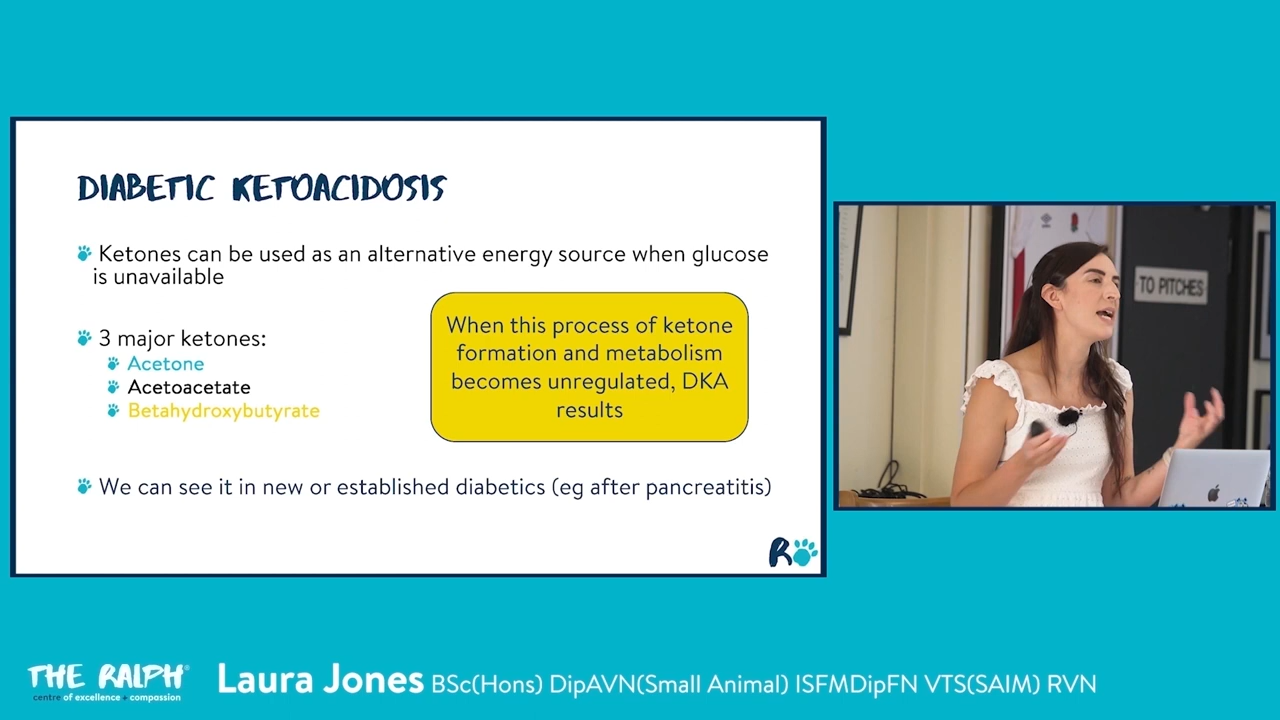 DIABETIC KETOACIDOSIS
Ketones can be used as an alternative energy source when glucose
is unavailable
3 major ketones:
Acetone
Acetoacetate
Betahydroxybutyrate
When this process of ketone
formation and metabolism
becomes unregulated, DKA
results
We can see it in new or established diabetics (eg after pancreatitis)
R
TO PITCHES
THE RALPH®
centre of excellence + compassion
Laura Jones BSc(Hons) DipAVN(Small Animal) ISFMDipFN VTS(SAIM) RVN